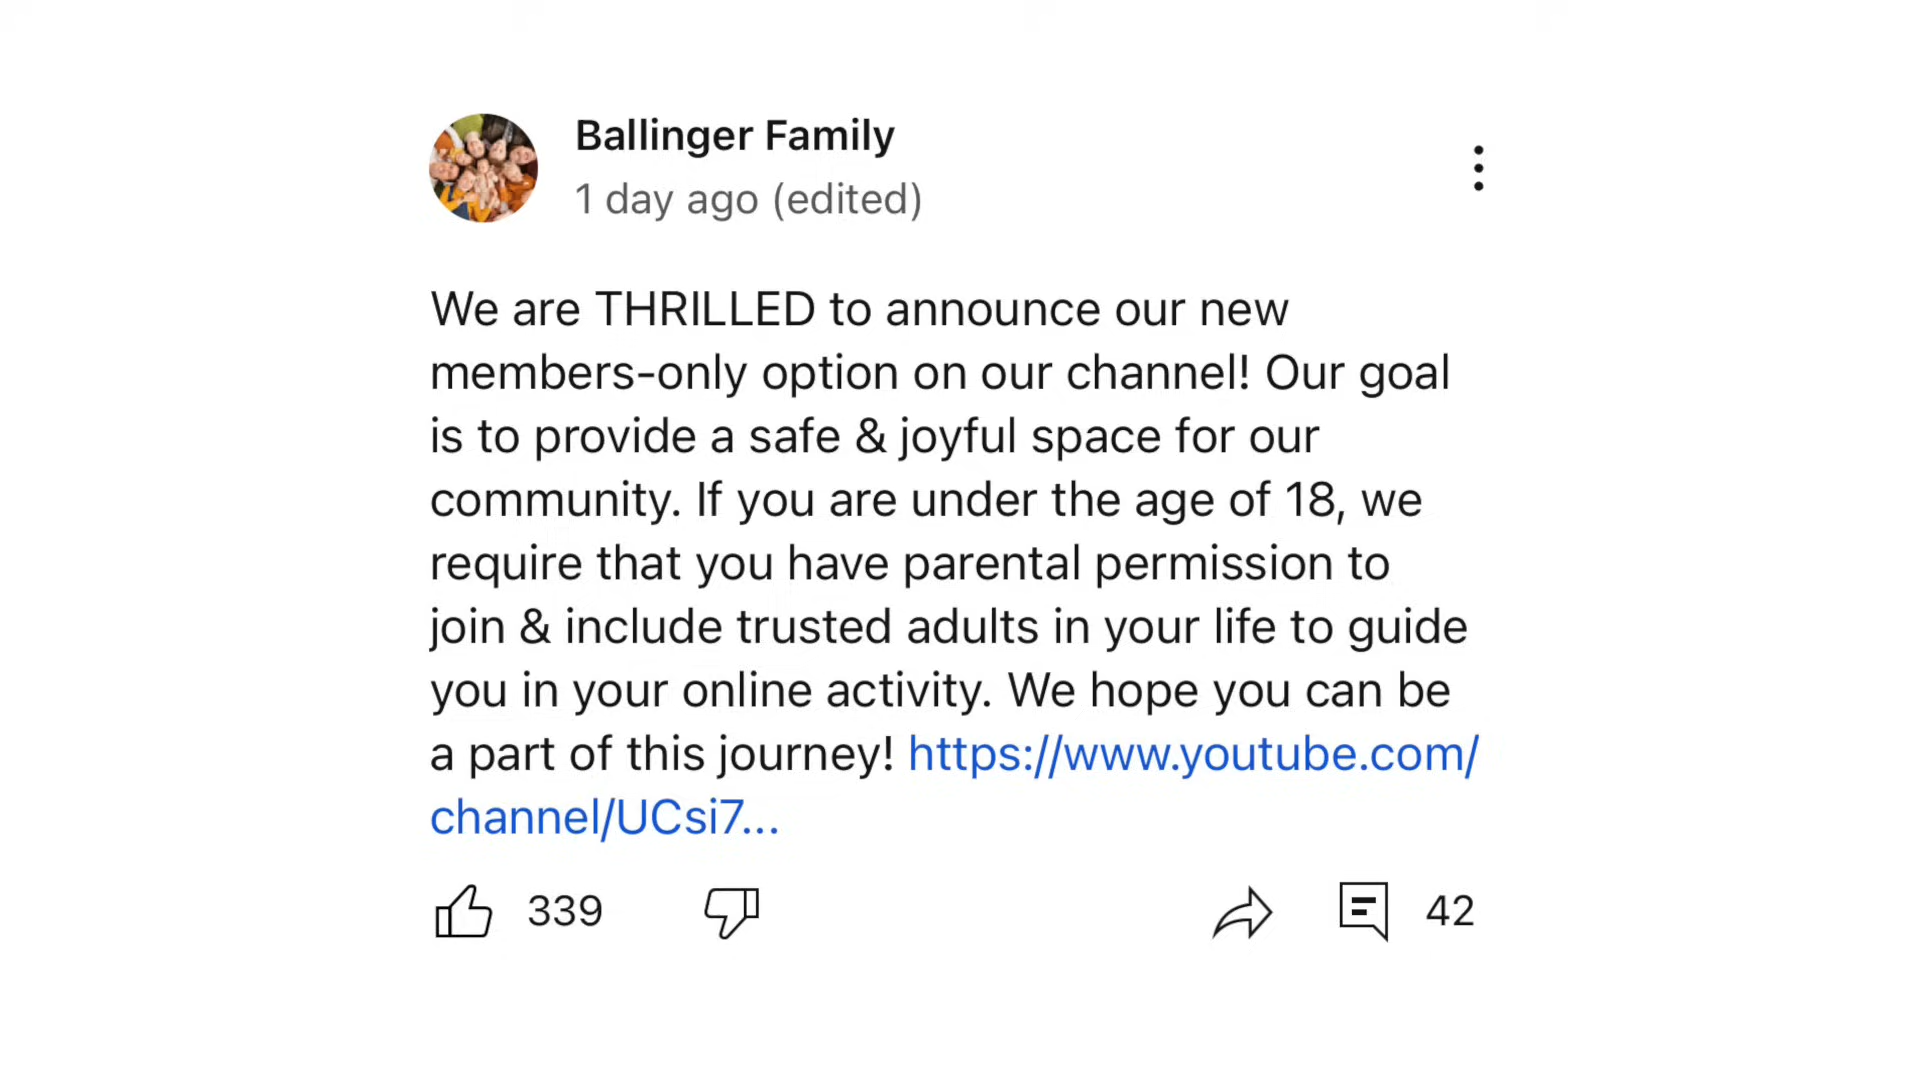 Ballinger Family
1 day ago (edited)
We are THRILLED to announce our new
members-only option on our channel! Our goal
is to provide a safe & joyful space for our
community. If you are under the age of 18, we
require that you have parental permission to
join & include trusted adults in your life to guide
you in your online activity. We hope you can be
a part of this journey! https://www.youtube.com/
channel/UCsi7...
339
42